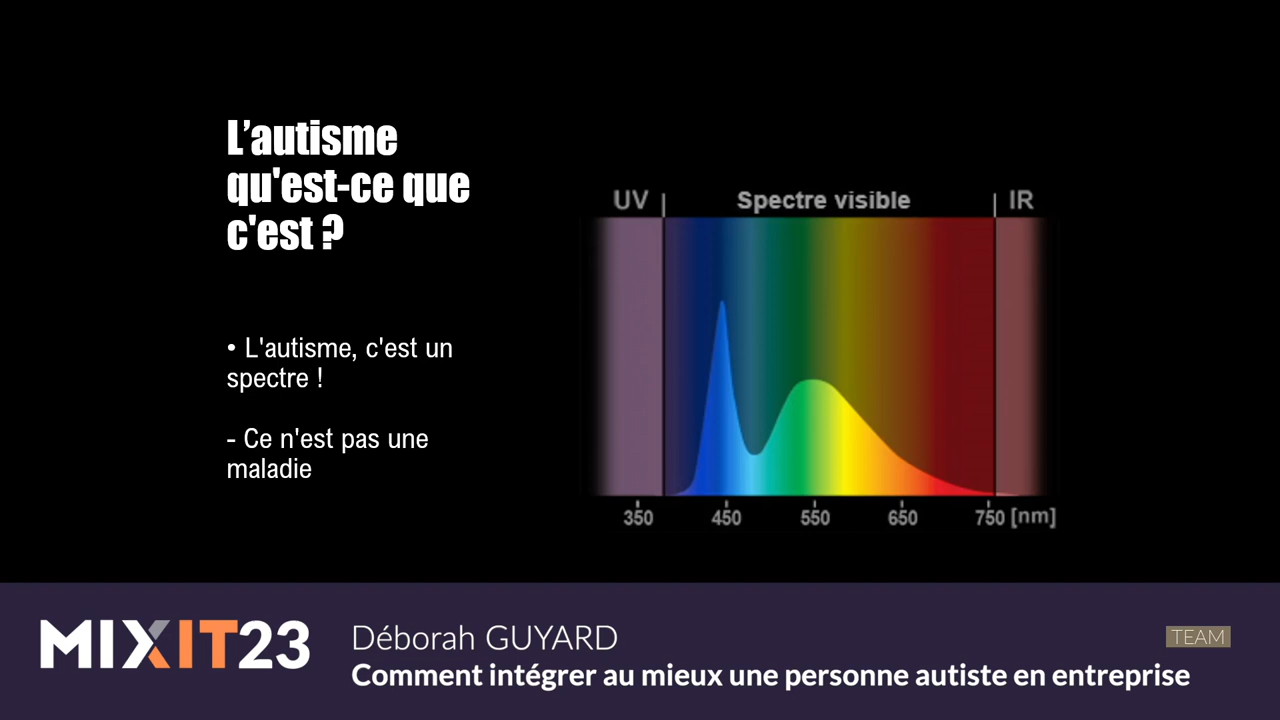 L’autisme
qu'est-ce que
c'est ?
• L'autisme, c'est un
spectre !
- Ce n'est pas une
maladie
UV | Spectre visible | IR
350 450 550 650 750 [nm]
MIXIT23
Déborah GUYARD
TEAM
Comment intégrer au mieux une personne autiste en entreprise